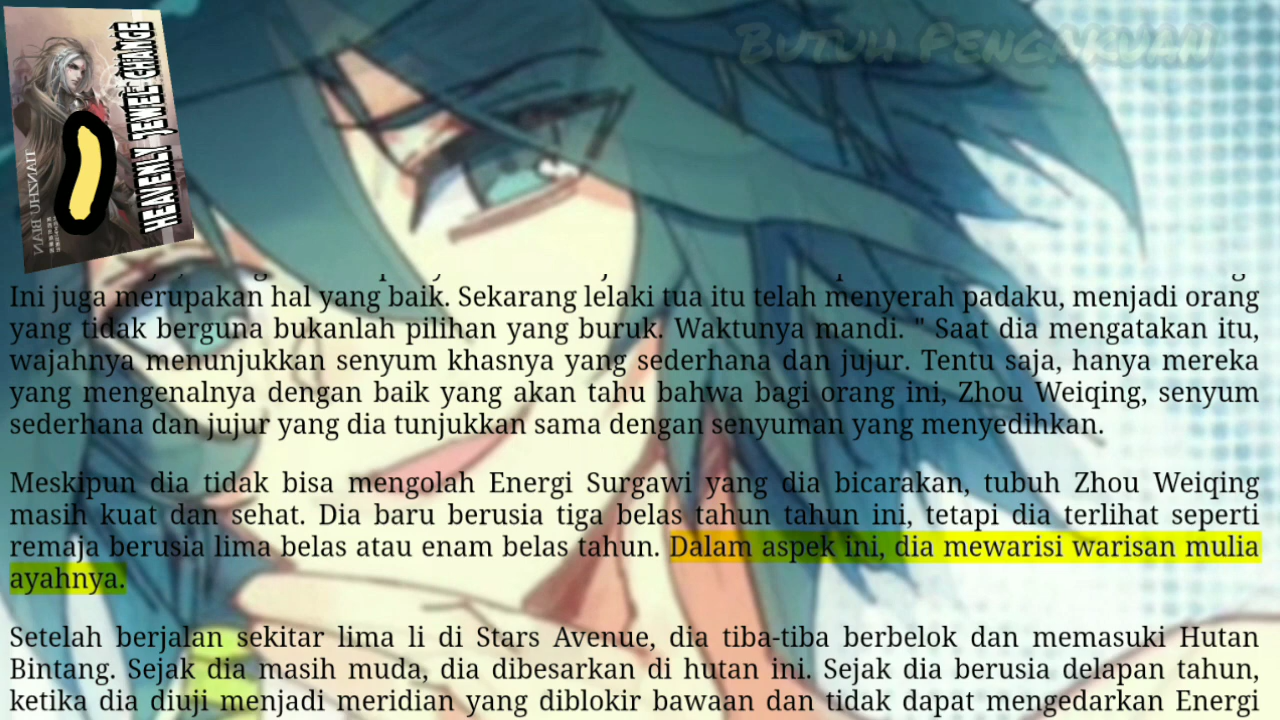 Butuh Pengakuan
HEAVENLY JEWEL CHANGE
TIANZHU BIAN
Ini juga merupakan hal yang baik. Sekarang lelaki tua itu telah menyerah padaku, menjadi orang
yang tidak berguna bukanlah pilihan yang buruk. Waktunya mandi. " Saat dia mengatakan itu,
wajahnya menunjukkan senyum khasnya yang sederhana dan jujur. Tentu saja, hanya mereka
yang mengenalnya dengan baik yang akan tahu bahwa bagi orang ini, Zhou Weiqing, senyum
sederhana dan jujur yang dia tunjukkan sama dengan senyuman yang menyedihkan.
Meskipun dia tidak bisa mengolah Energi Surgawi yang dia bicarakan, tubuh Zhou Weiqing
masih kuat dan sehat. Dia baru berusia tiga belas tahun tahun ini, tetapi dia terlihat seperti
remaja berusia lima belas atau enam belas tahun. Dalam aspek ini, dia mewarisi warisan mulia
ayahnya.
Setelah berjalan sekitar lima li di Stars Avenue, dia tiba-tiba berbelok dan memasuki Hutan
Bintang. Sejak dia masih muda, dia dibesarkan di hutan ini. Sejak dia berusia delapan tahun,
ketika dia diuji menjadi meridian yang diblokir bawaan dan tidak dapat mengedarkan Energi